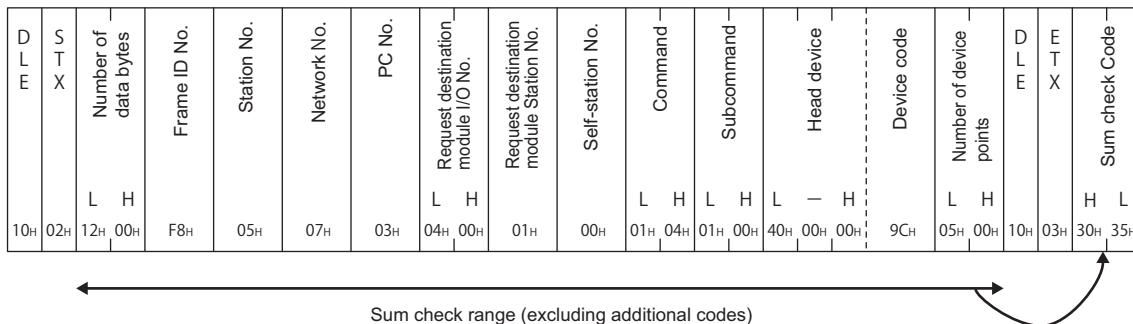 DLE
STX
Number of
data bytes
Frame ID No.
Station No.
Network No.
PC No.
Request destination
module I/O No.
Request destination
module Station No.
Self-station No.
Command
Subcommand
Head device
Device code
Number of device
points
DLE
ETX
Sum check Code
L H L H L H L H L — H L H H L
10H 02H 12H 00H F8H 05H 07H 03H 04H 00H 01H 00H 01H 04H 01H 00H 40H 00H 00H 9CH 05H 00H 10H 03H 30H 35H
Sum check range (excluding additional codes)